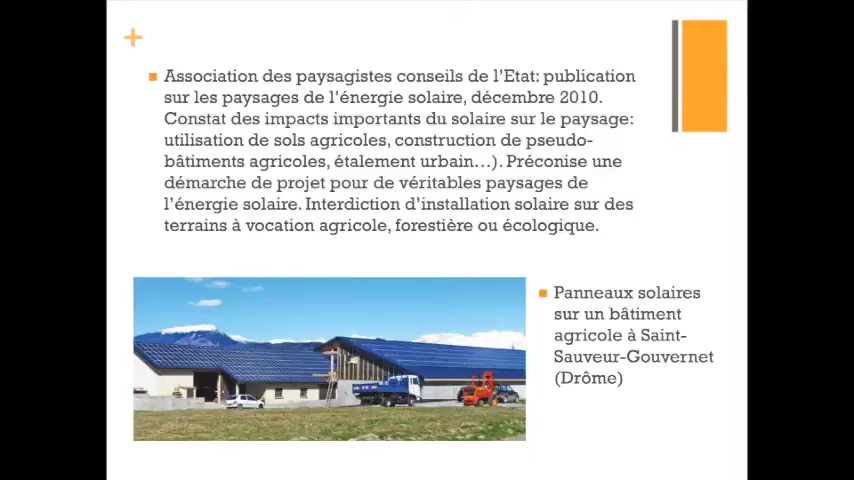 Association des paysagistes conseils de l'Etat: publication
sur les paysages de l'énergie solaire, décembre 2010.
Constat des impacts importants du solaire sur le paysage:
utilisation de sols agricoles, construction de pseudo-
bâtiments agricoles, étalement urbain…). Préconise une
démarche de projet pour de véritables paysages de
l'énergie solaire. Interdiction d'installation solaire sur des
terrains à vocation agricole, forestière ou écologique.
Panneaux solaires
sur un bâtiment
agricole à Saint-
Sauveur-Gouvernet
(Drôme)